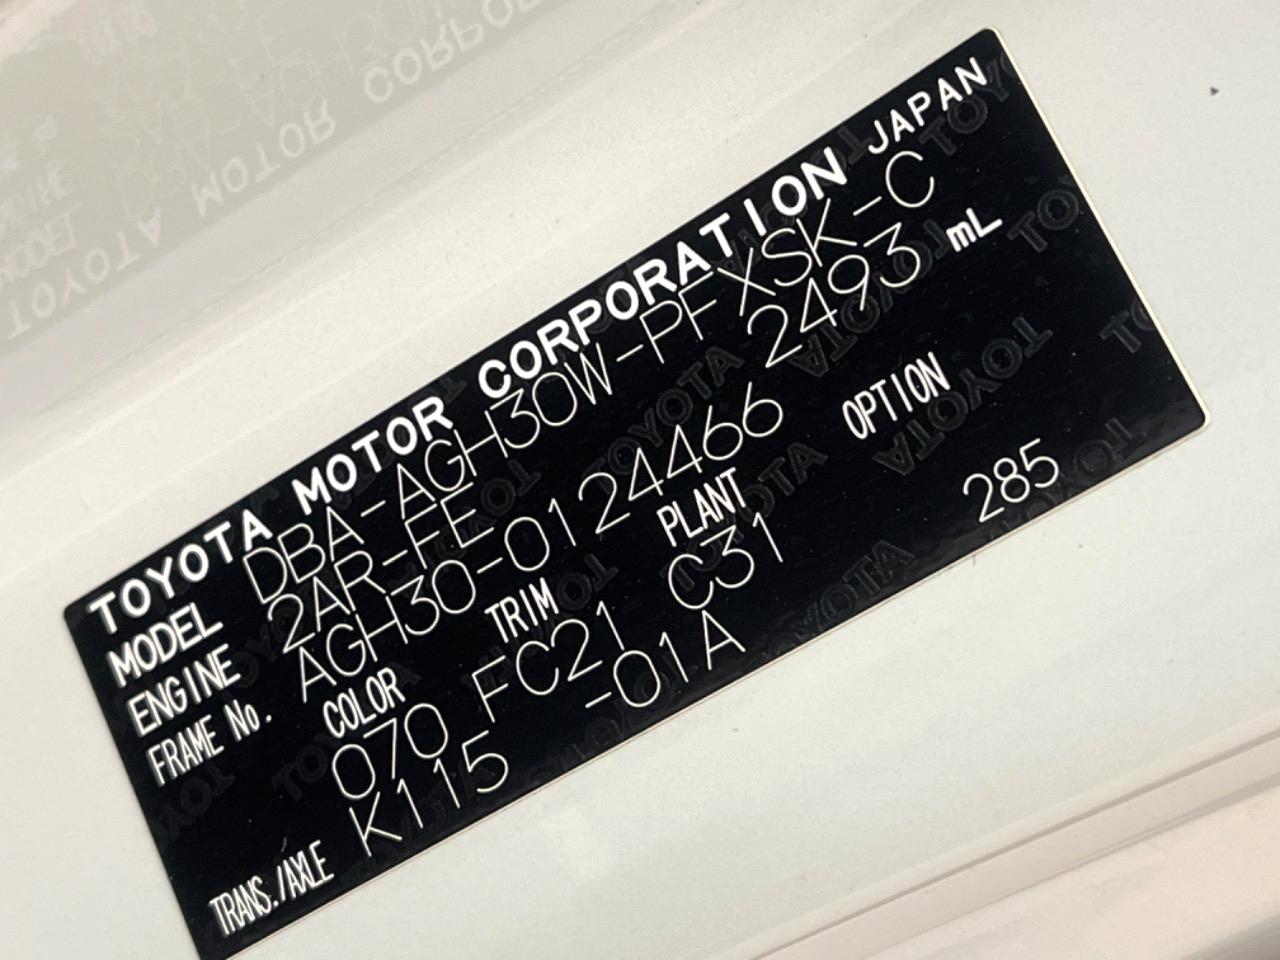 TOYOTA MOTOR CORPORATION JAPAN
MODEL DBA-AGH30W-PFXSK-C
ENGINE 2AR-FE 2493 mL
FRAME No. AGH30-0124466
COLOR TRIM PLANT OPTION
070 FC21 C31 285
TRANS./AXLE K115 -01A